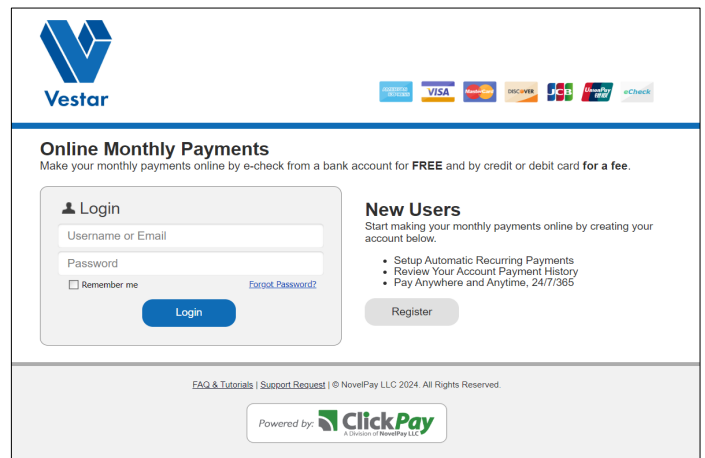 Vestar
AMERICAN EXPRESS VISA MasterCard DISCOVER JCB UnionPay 银联 eCheck
Online Monthly Payments
Make your monthly payments online by e-check from a bank account for FREE and by credit or debit card for a fee.
Login
Username or Email
Password
Remember me Forgot Password?
Login
New Users
Start making your monthly payments online by creating your
account below.
• Setup Automatic Recurring Payments
• Review Your Account Payment History
• Pay Anywhere and Anytime, 24/7/365
Register
FAQ & Tutorials | Support Request | © NovelPay LLC 2024. All Rights Reserved.
Powered by: ClickPay
A Division of NovelPay LLC